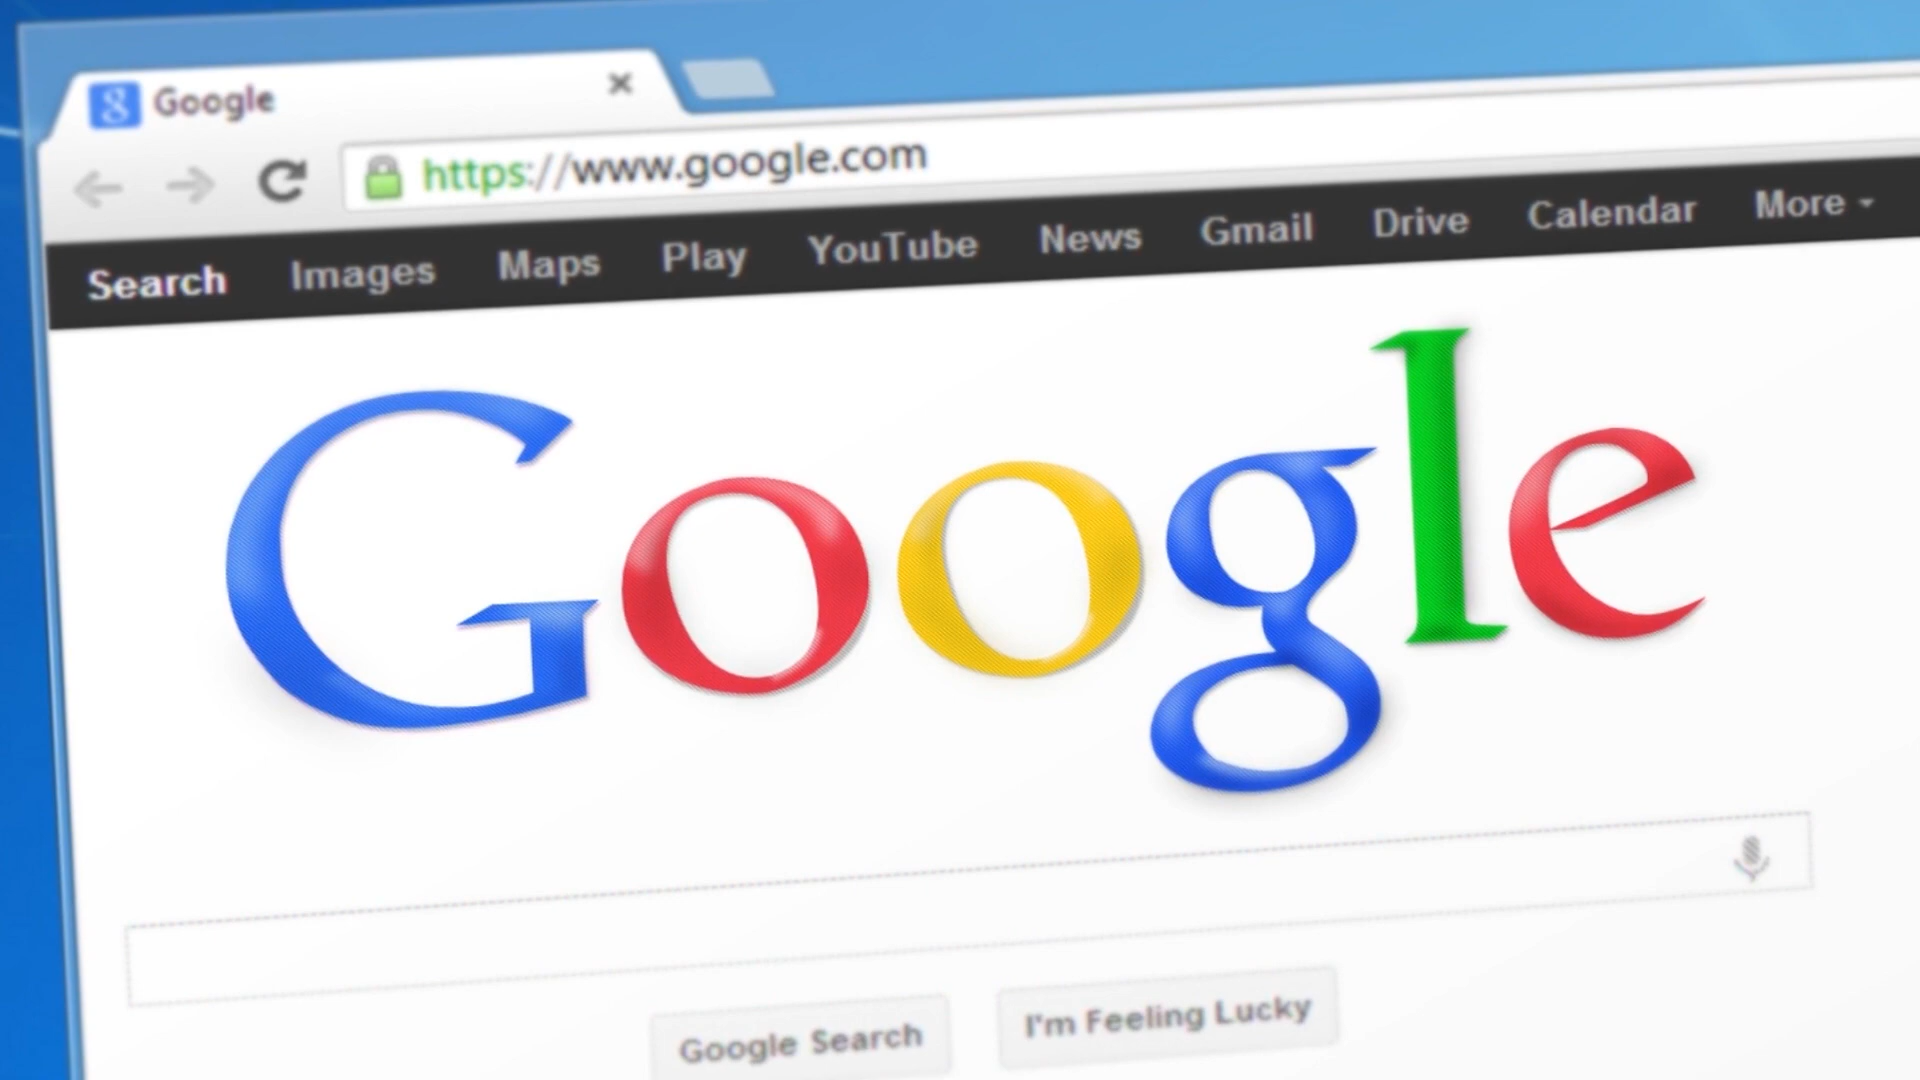 Google
https://www.google.com
Search Images Maps Play YouTube News Gmail Drive Calendar More
Google
Google Search I'm Feeling Lucky